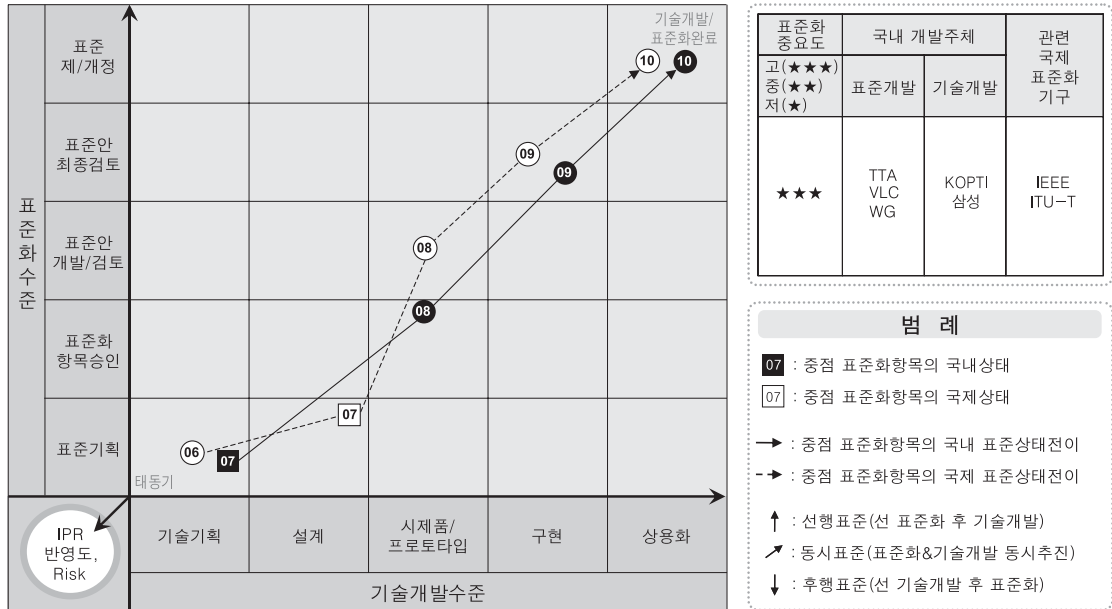 표준화수준
표준
제/개정
표준안
최종검토
표준안
개발/검토
표준화
항목승인
표준기획
기술개발/
표준화완료
10
10
09
09
08
08
07
06
07
태동기
IPR
반영도,
Risk
기술기획
설계
시제품/
프로토타입
구현
상용화
기술개발수준
표준화
중요도
국내 개발주체
관련
국제
표준화
기구
고(★★★)
중(★★)
저(★)
표준개발
기술개발
★★★
TTA
VLC
WG
KOPTI
삼성
IEEE
ITU-T
범 례
07 : 중점 표준화항목의 국내상태
07 : 중점 표준화항목의 국제상태
→ : 중점 표준화항목의 국내 표준상태전이
⇢ : 중점 표준화항목의 국제 표준상태전이
↑ : 선행표준(선 표준화 후 기술개발)
↗ : 동시표준(표준화&기술개발 동시추진)
↓ : 후행표준(선 기술개발 후 표준화)